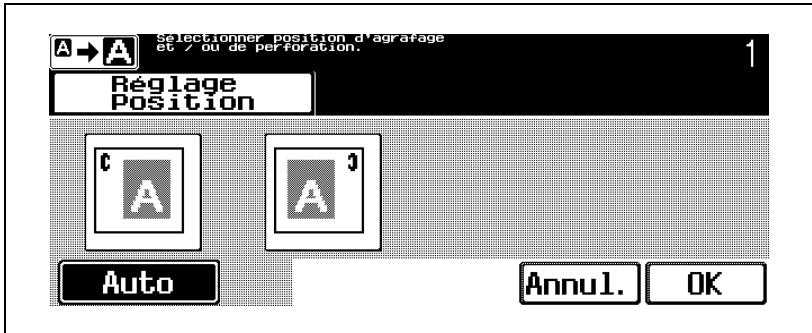 A→A
Sélectionner position d'agrafage
et / ou de perforation.
1
Réglage
Position
A
A
Auto
Annul.
OK